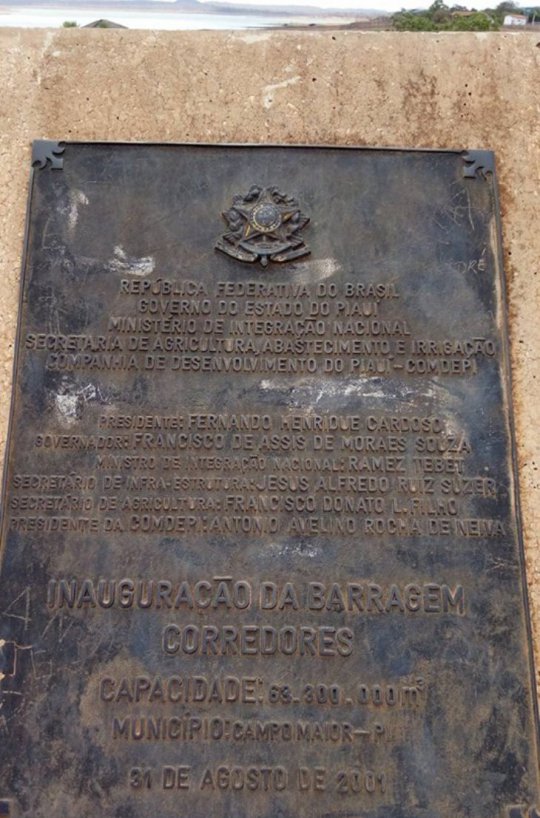 REPÚBLICA FEDERATIVA DO BRASIL
GOVERNO DO ESTADO DO PIAUÍ
MINISTÉRIO DE INTEGRAÇÃO NACIONAL
SECRETARIA DE AGRICULTURA, ABASTECIMENTO E IRRIGAÇÃO
COMPANHIA DE DESENVOLVIMENTO DO PIAUÍ-COMDEPI
PRESIDENTE: FERNANDO HENRIQUE CARDOSO
GOVERNADOR: FRANCISCO DE ASSIS DE MORAES SOUZA
MINISTRO DE INTEGRAÇÃO NACIONAL: RAMEZ TEBET
SECRETÁRIO DE INFRA-ESTRUTURA: JESUS ALFREDO RUIZ SUZER
SECRETÁRIO DE AGRICULTURA: FRANCISCO DONATO L. FILHO
PRESIDENTE DA COMDEPI: ANTONIO AVELINO ROCHA DE NEIVA
INAUGURAÇÃO DA BARRAGEM
CORREDORES
CAPACIDADE: 63.300.000 m³
MUNICÍPIO: CAMPO MAIOR-PI
31 DE AGOSTO DE 2001